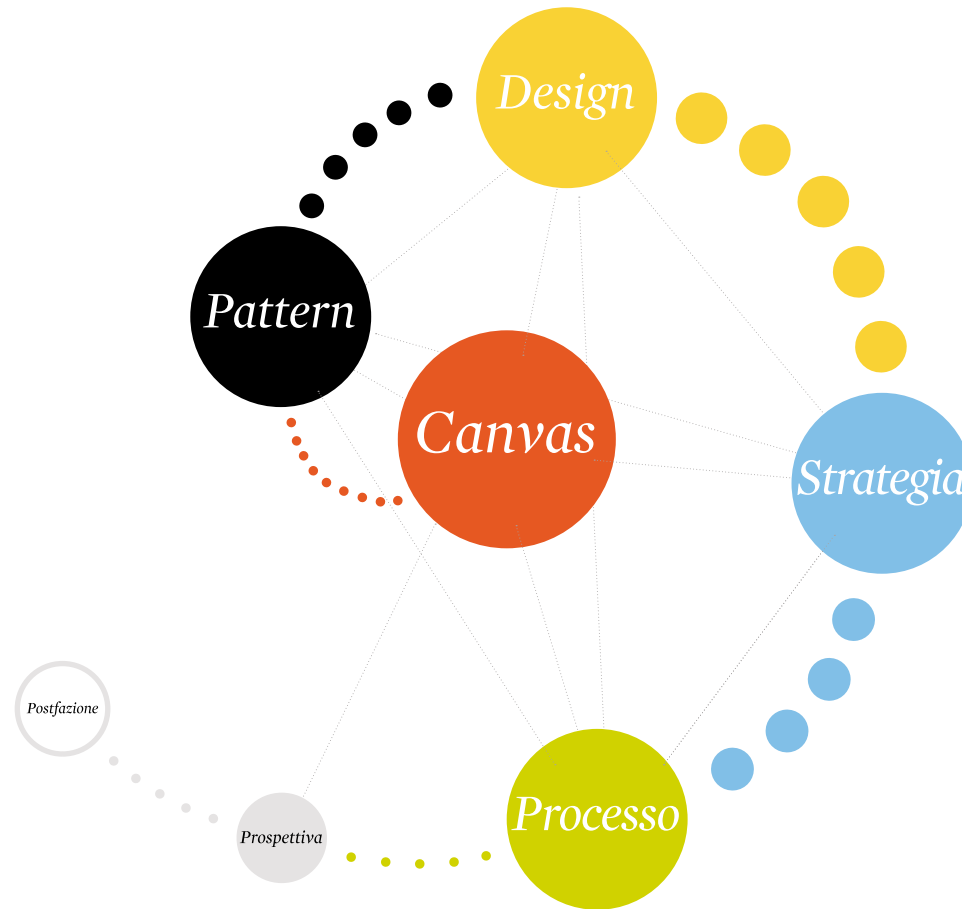 Design
Pattern
Canvas
Strategia
Postfazione
Processo
Prospettiva